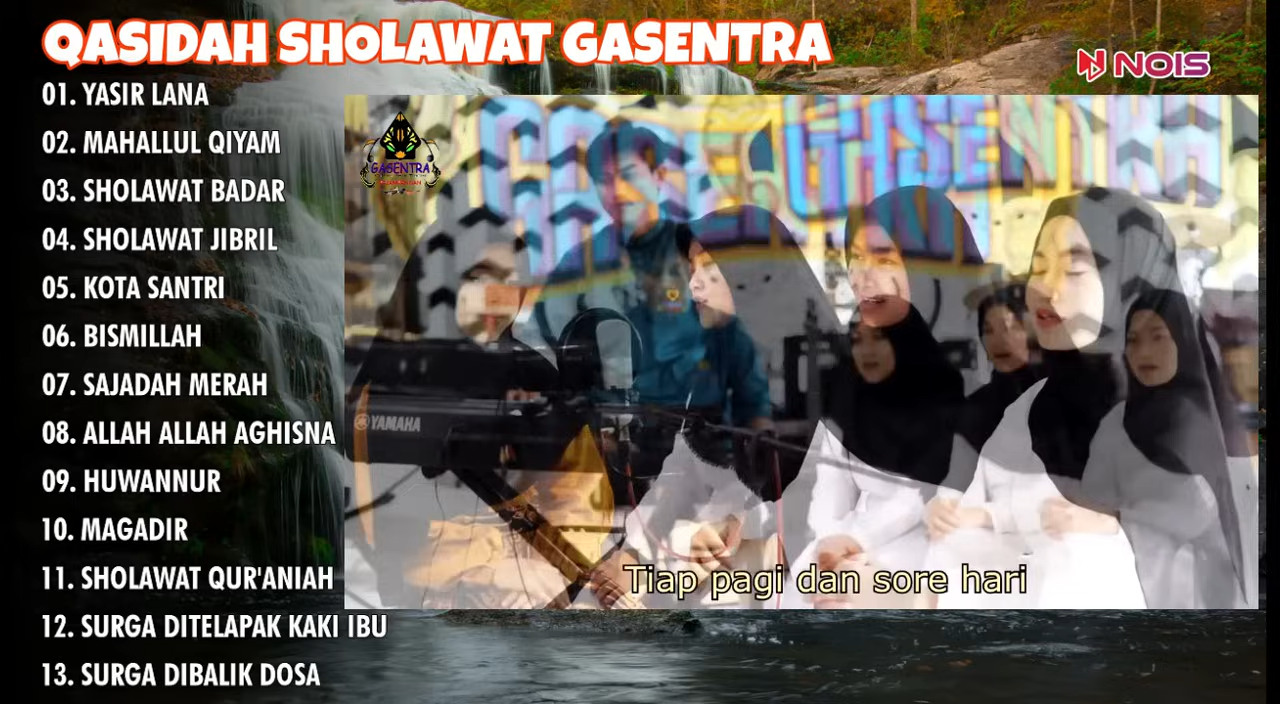 QASIDAH SHOLAWAT GASENTRA
NOIS
01. YASIR LANA
02. MAHALLUL QIYAM
03. SHOLAWAT BADAR
04. SHOLAWAT JIBRIL
05. KOTA SANTRI
06. BISMILLAH
07. SAJADAH MERAH
08. ALLAH ALLAH AGHISNA
09. HUWANNUR
10. MAGADIR
11. SHOLAWAT QUR'ANIAH
12. SURGA DITELAPAK KAKI IBU
13. SURGA DIBALIK DOSA
GASENTRA
GASENTRA
YAMAHA
Tiap pagi dan sore hari